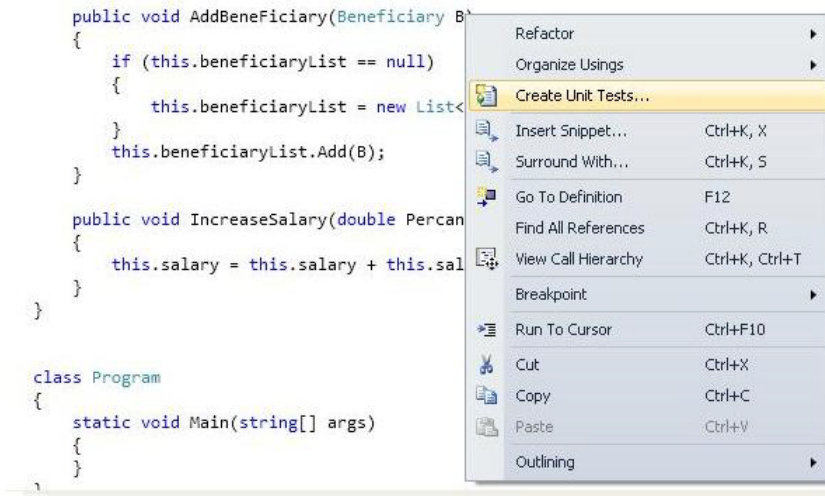 public void AddBeneFiciary(Beneficiary B)
{
if (this.beneficiaryList == null)
{
this.beneficiaryList = new List<
}
this.beneficiaryList.Add(B);
}
public void IncreaseSalary(double Percan
{
this.salary = this.salary + this.sal
}
}
class Program
{
static void Main(string[] args)
{
}
}
Refactor
Organize Usings
Create Unit Tests...
Insert Snippet... Ctrl+K, X
Surround With... Ctrl+K, S
Go To Definition F12
Find All References Ctrl+K, R
View Call Hierarchy Ctrl+K, Ctrl+T
Breakpoint
Run To Cursor Ctrl+F10
Cut Ctrl+X
Copy Ctrl+C
Paste Ctrl+V
Outlining